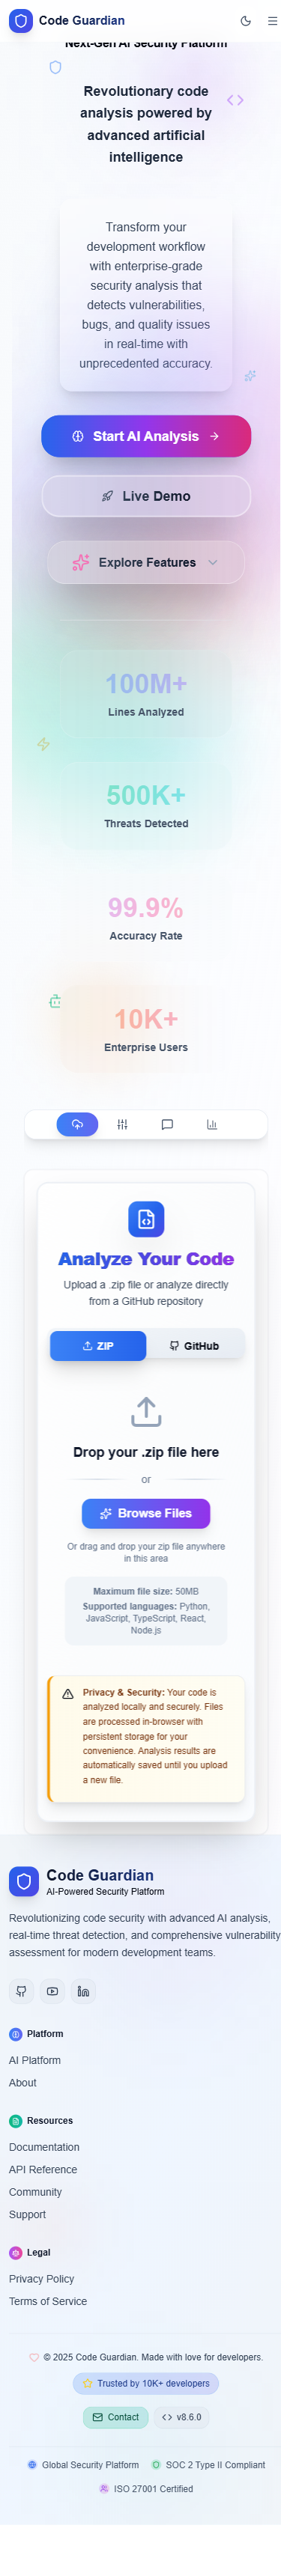 Code Guardian
Next-Gen AI Security Platform
Revolutionary code
analysis powered by
advanced artificial
intelligence
Transform your
development workflow
with enterprise-grade
security analysis that
detects vulnerabilities,
bugs, and quality issues
in real-time with
unprecedented accuracy.
Start AI Analysis
Live Demo
Explore Features
100M+
Lines Analyzed
500K+
Threats Detected
99.9%
Accuracy Rate
10K+
Enterprise Users
Analyze Your Code
Upload a .zip file or analyze directly
from a GitHub repository
ZIP
GitHub
Drop your .zip file here
or
Browse Files
Or drag and drop your zip file anywhere
in this area
Maximum file size: 50MB
Supported languages: Python,
JavaScript, TypeScript, React,
Node.js
Privacy & Security: Your code is
analyzed locally and securely. Files
are processed in-browser with
persistent storage for your
convenience. Analysis results are
automatically saved until you upload
a new file.
Code Guardian
AI-Powered Security Platform
Revolutionizing code security with advanced AI analysis,
real-time threat detection, and comprehensive vulnerability
assessment for modern development teams.
Platform
AI Platform
About
Resources
Documentation
API Reference
Community
Support
Legal
Privacy Policy
Terms of Service
© 2025 Code Guardian. Made with love for developers.
Trusted by 10K+ developers
Contact
v8.6.0
Global Security Platform
SOC 2 Type II Compliant
ISO 27001 Certified